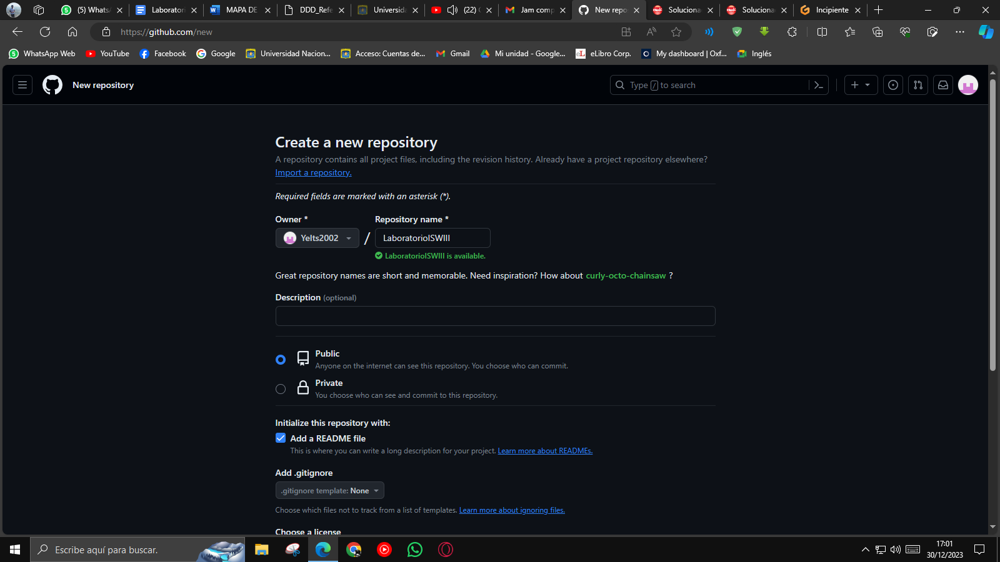 (5) Whats
Laborator
MAPA DE
DDD_Refe
Universida
(22)
Jam comp
New repo
Soluciona
Soluciona
Incipiente
https://github.com/new
WhatsApp Web
YouTube
Facebook
Google
Universidad Nacion...
Acceso: Cuentas de...
Gmail
Mi unidad - Google...
eLibro Corp.
My dashboard | Oxf...
Inglés
New repository
Type / to search
Create a new repository
A repository contains all project files, including the revision history. Already have a project repository elsewhere?
Import a repository.
Required fields are marked with an asterisk (*).
Owner *
Repository name *
Yelts2002
/
LaboratorioISWIII
LaboratorioISWIII is available.
Great repository names are short and memorable. Need inspiration? How about curly-octo-chainsaw ?
Description (optional)
Public
Anyone on the internet can see this repository. You choose who can commit.
Private
You choose who can see and commit to this repository.
Initialize this repository with:
Add a README file
This is where you can write a long description for your project. Learn more about READMEs.
Add .gitignore
.gitignore template: None
Choose which files not to track from a list of templates. Learn more about ignoring files.
Choose a license
Escribe aquí para buscar.
17:01
30/12/2023